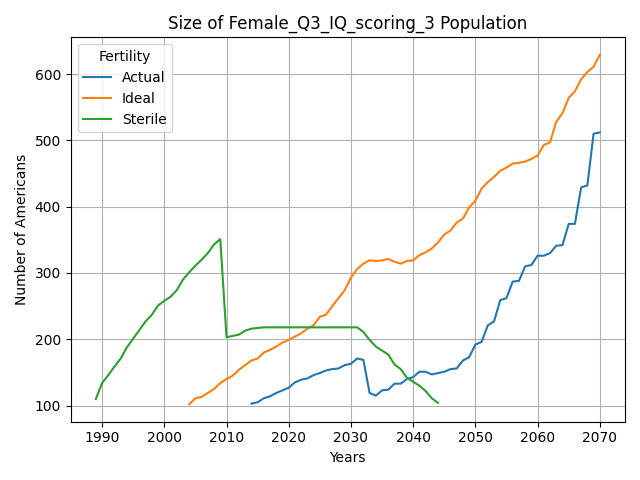 Size of Female_Q3_IQ_scoring_3 Population
Fertility
Actual
Ideal
Sterile
Number of Americans
600
500
400
300
200
100
1990 2000 2010 2020 2030 2040 2050 2060 2070
Years